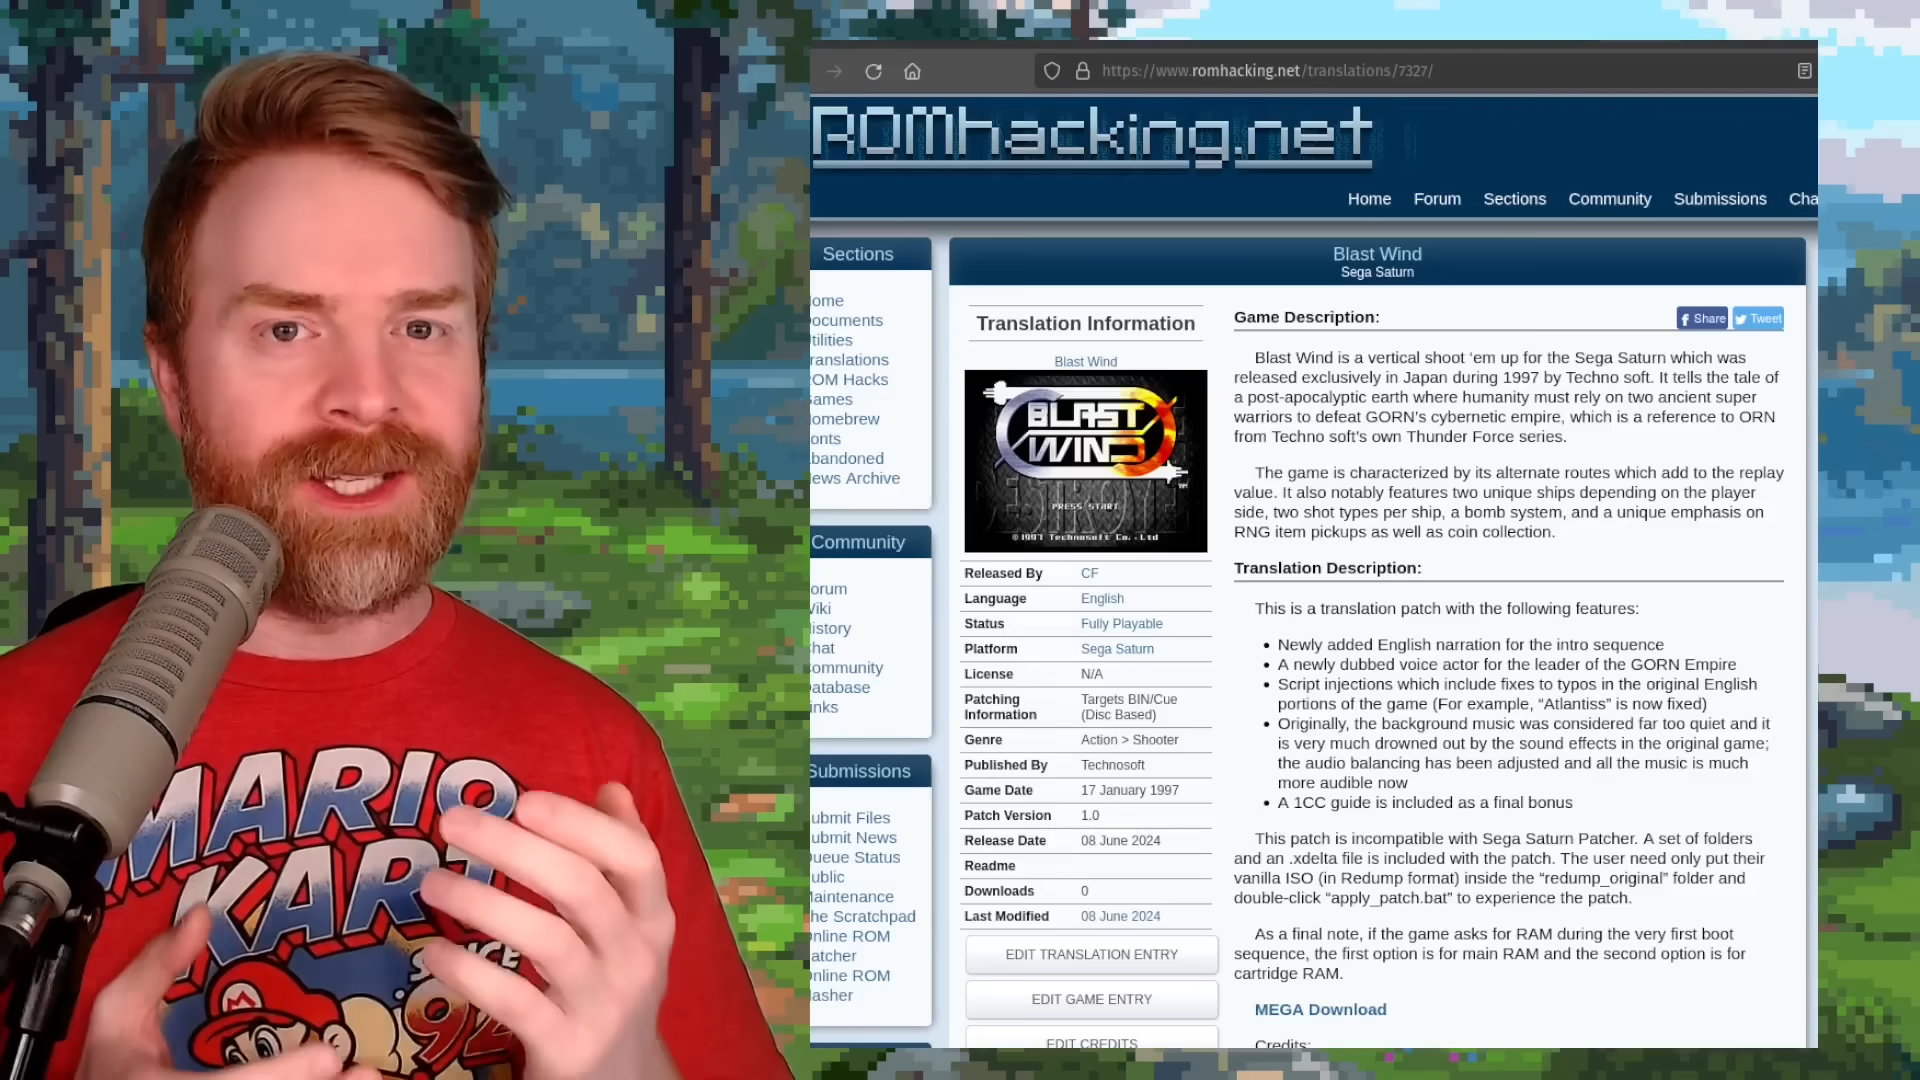 https://www.romhacking.net/translations/7327/
ROMhacking.net
Home Forum Sections Community Submissions Cha
Sections
ome
ocuments
tilities
ranslations
OM Hacks
ames
omebrew
onts
bandoned
ews Archive
Community
orum
iki
istory
hat
ommunity
atabase
inks
Submissions
ubmit Files
ubmit News
ueue Status
ublic
aintenance
he Scratchpad
nline ROM
atcher
nline ROM
asher
Blast Wind
Sega Saturn
Translation Information
Blast Wind
BLAST
WIND
PRESS START
©1997 Technosoft Co.,Ltd
Released By CF
Language English
Status Fully Playable
Platform Sega Saturn
License N/A
Patching Information Targets BIN/Cue (Disc Based)
Genre Action > Shooter
Published By Technosoft
Game Date 17 January 1997
Patch Version 1.0
Release Date 08 June 2024
Readme
Downloads 0
Last Modified 08 June 2024
EDIT TRANSLATION ENTRY
EDIT GAME ENTRY
EDIT CREDITS
Game Description:
Share Tweet
Blast Wind is a vertical shoot 'em up for the Sega Saturn which was
released exclusively in Japan during 1997 by Techno soft. It tells the tale of
a post-apocalyptic earth where humanity must rely on two ancient super
warriors to defeat GORN's cybernetic empire, which is a reference to ORN
from Techno soft's own Thunder Force series.
The game is characterized by its alternate routes which add to the replay
value. It also notably features two unique ships depending on the player
side, two shot types per ship, a bomb system, and a unique emphasis on
RNG item pickups as well as coin collection.
Translation Description:
This is a translation patch with the following features:
• Newly added English narration for the intro sequence
• A newly dubbed voice actor for the leader of the GORN Empire
• Script injections which include fixes to typos in the original English
portions of the game (For example, “Atlantiss” is now fixed)
• Originally, the background music was considered far too quiet and it
is very much drowned out by the sound effects in the original game;
the audio balancing has been adjusted and all the music is much
more audible now
• A 1CC guide is included as a final bonus
This patch is incompatible with Sega Saturn Patcher. A set of folders
and an .xdelta file is included with the patch. The user need only put their
vanilla ISO (in Redump format) inside the “redump_original” folder and
double-click “apply_patch.bat” to experience the patch.
As a final note, if the game asks for RAM during the very first boot
sequence, the first option is for main RAM and the second option is for
cartridge RAM.
MEGA Download
Credits:
MARIO
KART
SINCE
92